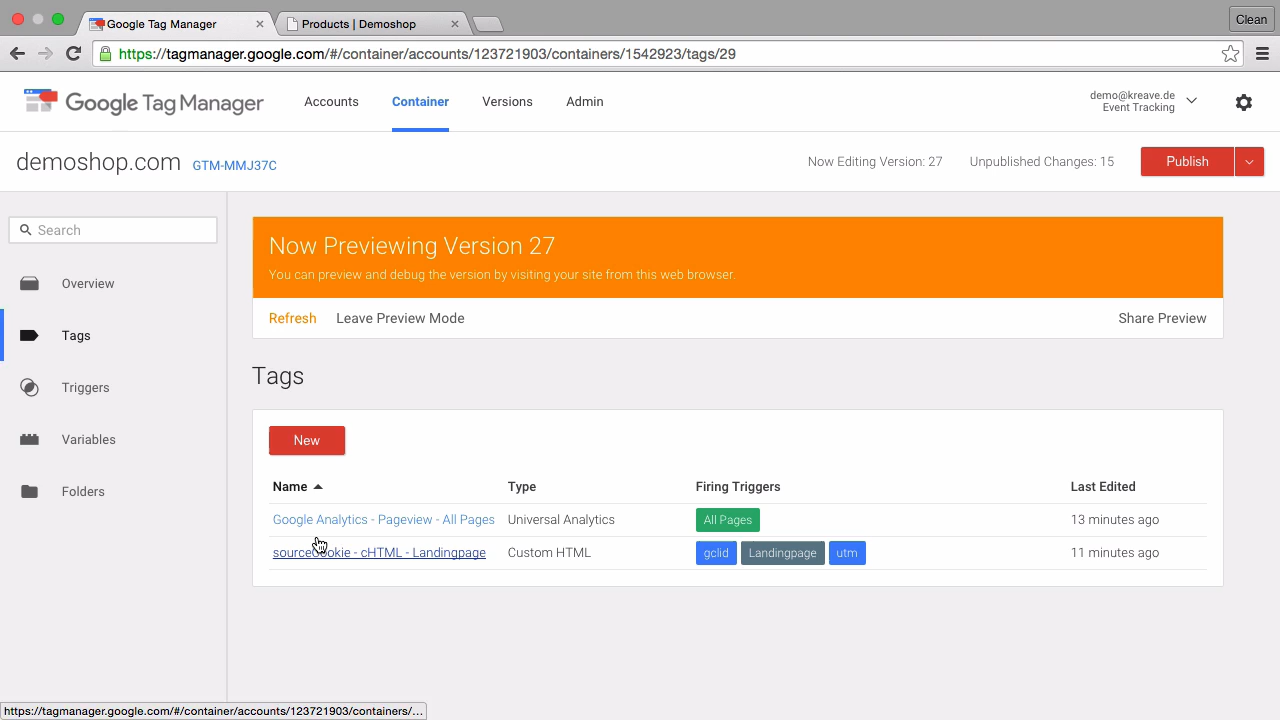 Google Tag Manager
Products | Demoshop
Clean
https://tagmanager.google.com/#/container/accounts/123721903/containers/1542923/tags/29
Google Tag Manager
Accounts
Container
Versions
Admin
demo@kreave.de
Event Tracking
demoshop.com
GTM-MMJ37C
Now Editing Version: 27
Unpublished Changes: 15
Publish
Search
Overview
Tags
Triggers
Variables
Folders
Now Previewing Version 27
You can preview and debug the version by visiting your site from this web browser.
Refresh
Leave Preview Mode
Share Preview
Tags
New
Name Type Firing Triggers Last Edited
Google Analytics - Pageview - All Pages Universal Analytics All Pages 13 minutes ago
sourceCookie - cHTML - Landingpage Custom HTML gclid Landingpage utm 11 minutes ago
https://tagmanager.google.com/#/container/accounts/123721903/containers/...